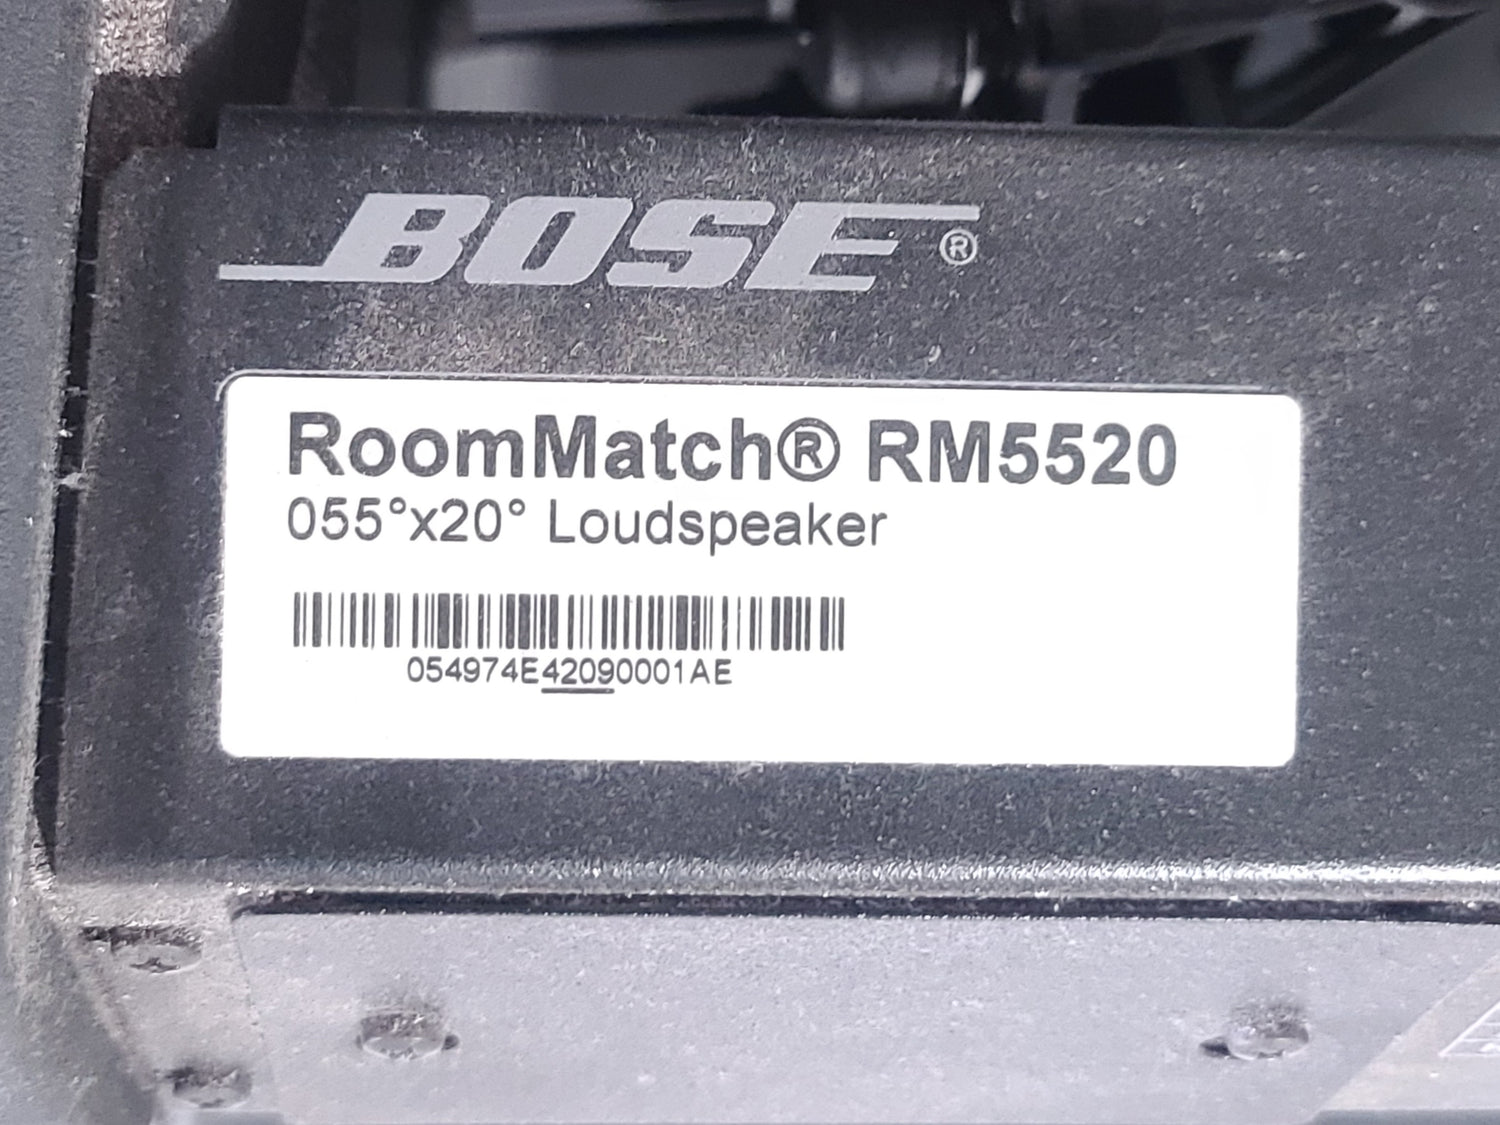 BOSE®
RoomMatch® RM5520
055°x20° Loudspeaker
054974E42090001AE